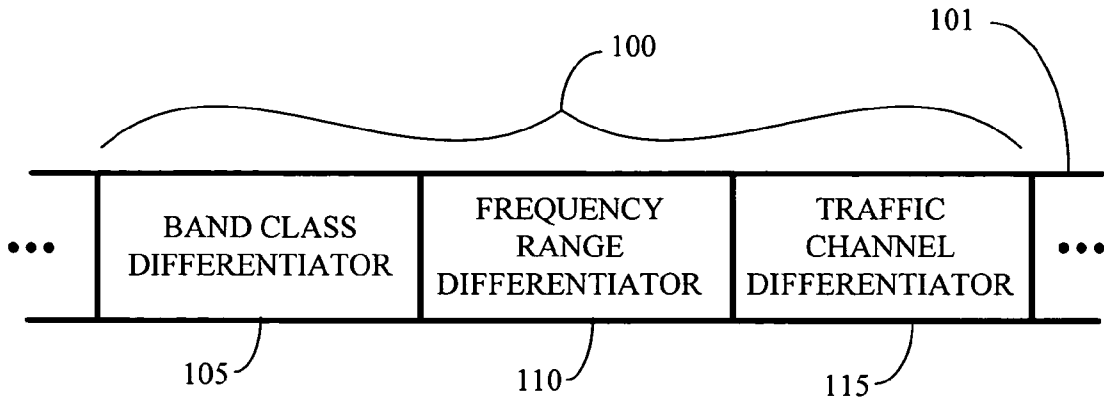 100
101
BAND CLASS
DIFFERENTIATOR
FREQUENCY
RANGE
DIFFERENTIATOR
TRAFFIC
CHANNEL
DIFFERENTIATOR
105
110
115